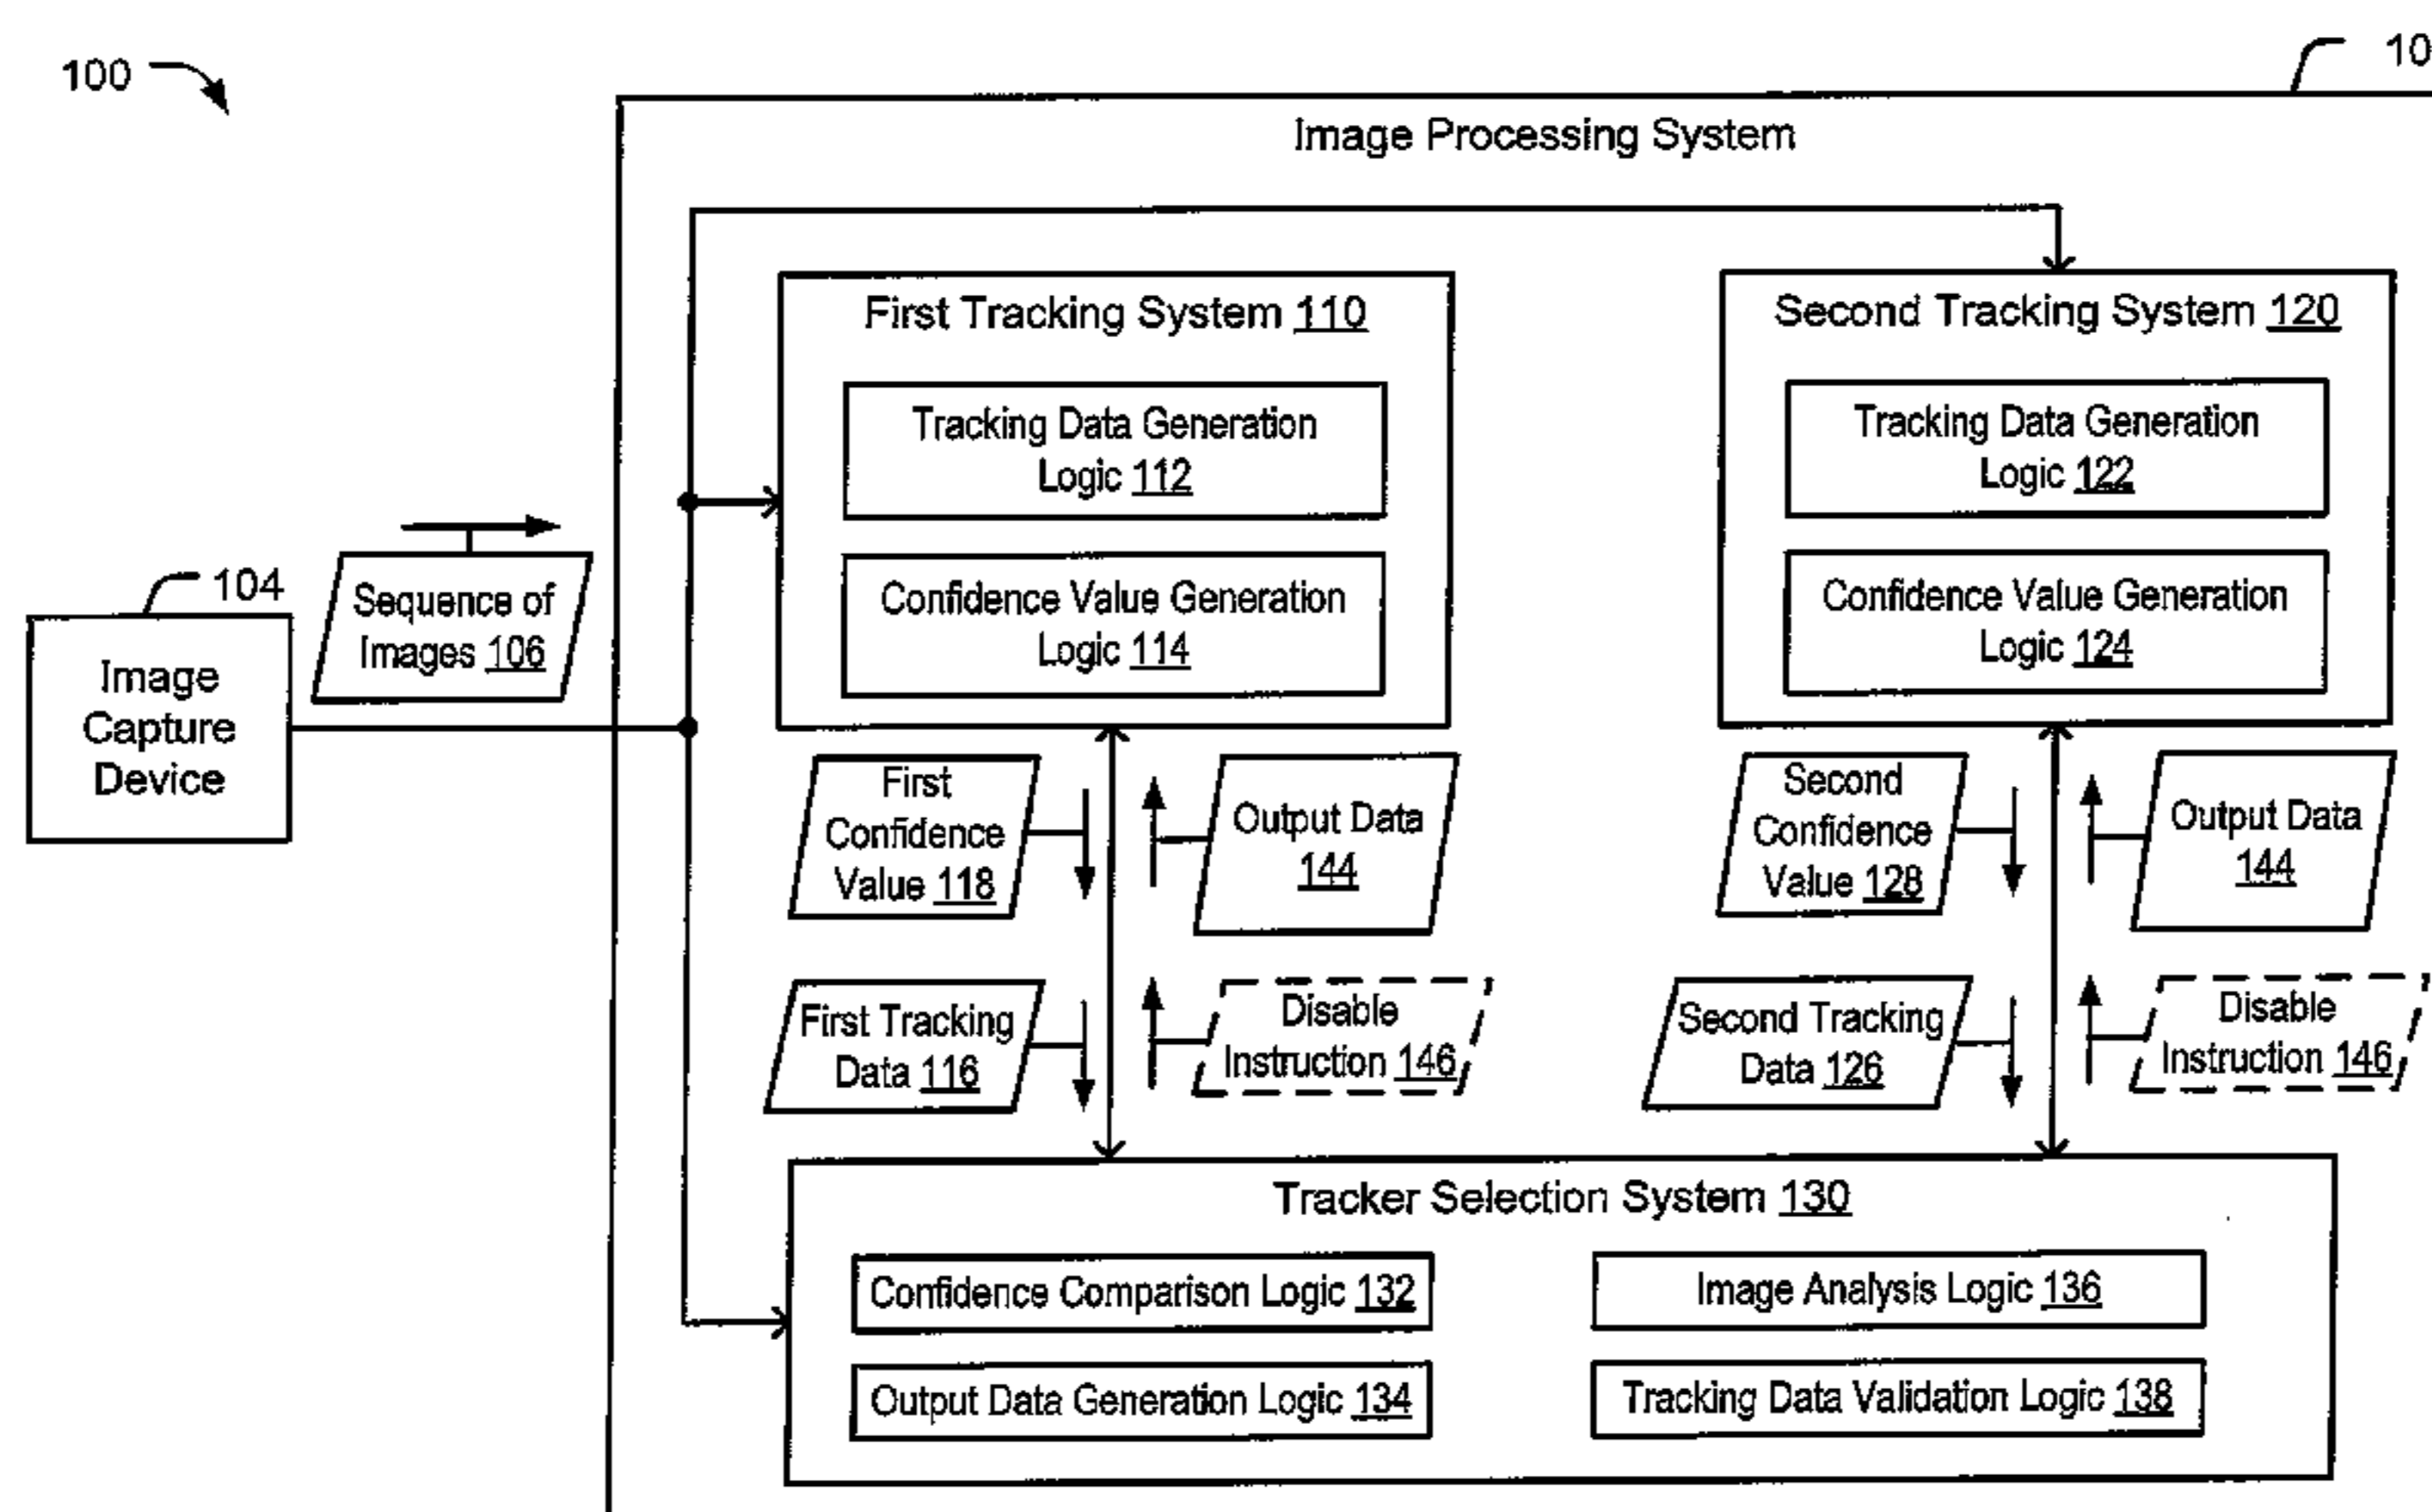 100
10
Image Processing System
First Tracking System 110
Tracking Data Generation
Logic 112
Confidence Value Generation
Logic 114
Second Tracking System 120
Tracking Data Generation
Logic 122
Confidence Value Generation
Logic 124
104
Image
Capture
Device
Sequence of
Images 106
First
Confidence
Value 118
Output Data
144
Second
Confidence
Value 128
Output Data
144
First Tracking
Data 116
Disable
Instruction 146
Second Tracking
Data 126
Disable
Instruction 146
Tracker Selection System 130
Confidence Comparison Logic 132
Image Analysis Logic 136
Output Data Generation Logic 134
Tracking Data Validation Logic 138